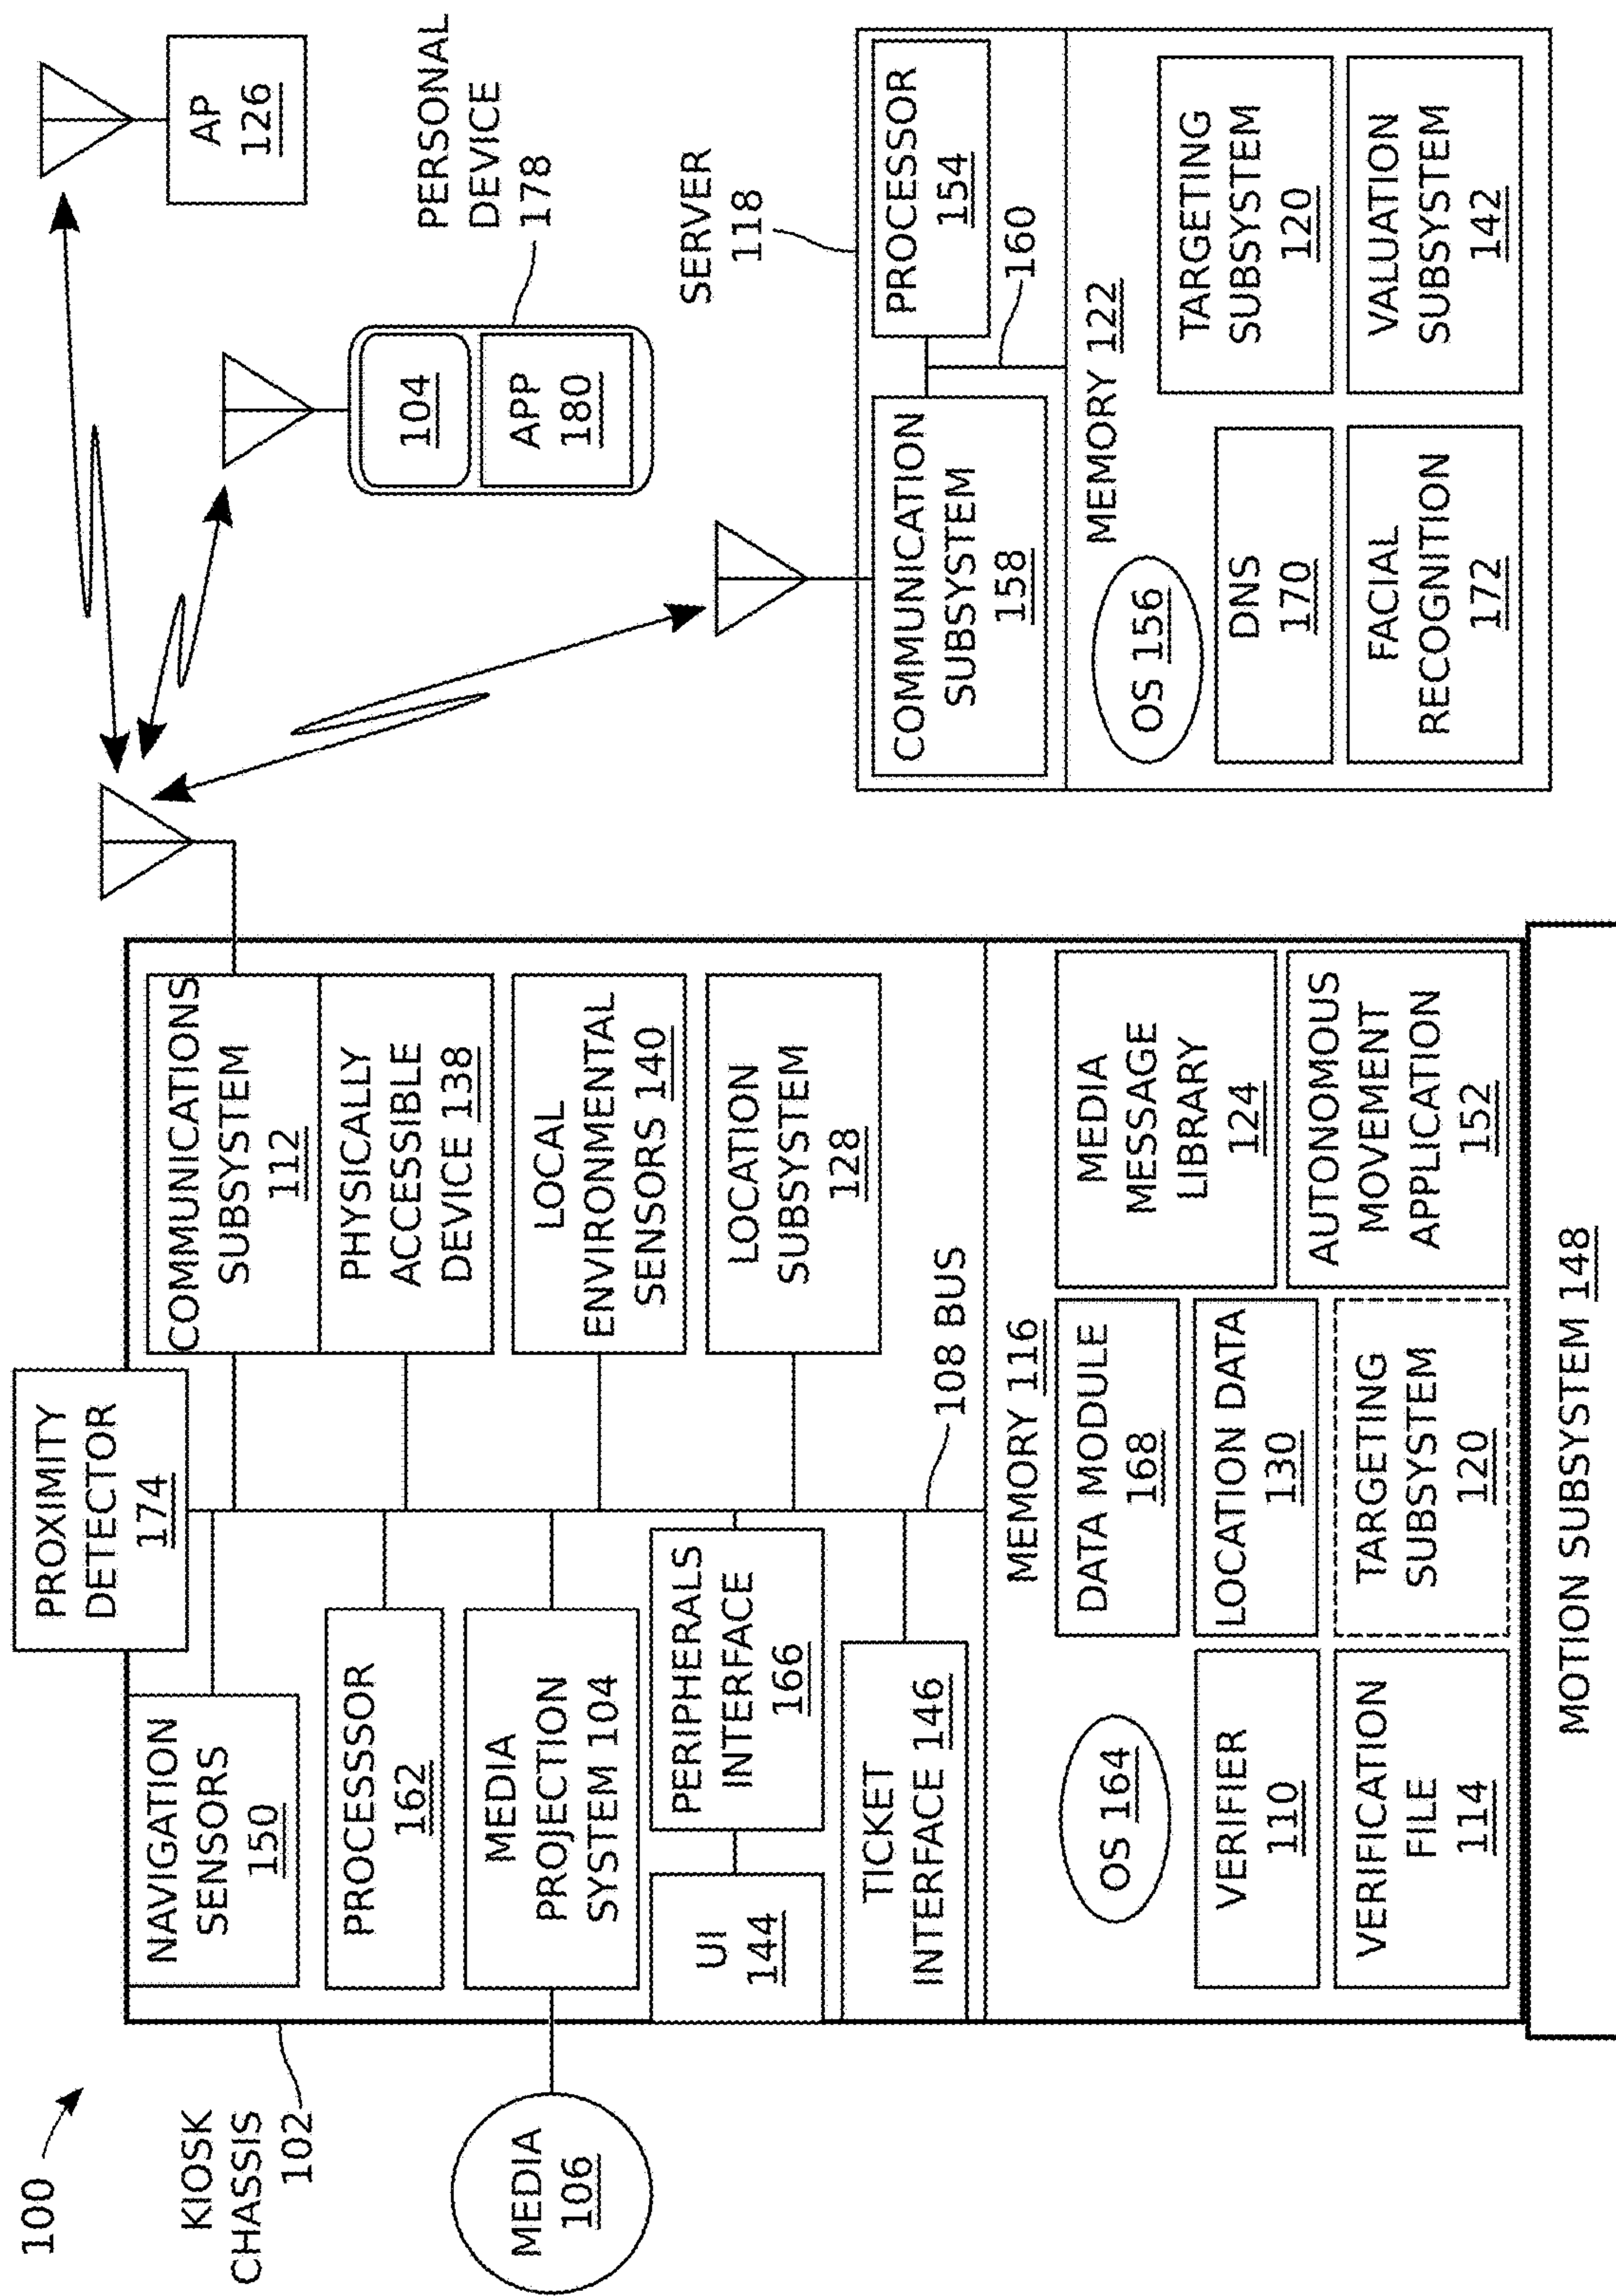 100
KIOSK
CHASSIS
102
MEDIA
106
PROXIMITY
DETECTOR
174
NAVIGATION
SENSORS
150
PROCESSSOR
162
MEDIA
PROJECTION
SYSTEM 104
PERIPHERALS
INTERFACE
166
UI
144
TICKET
INTERFACE 146
COMMUNICATIONS
SUBSYSTEM
112
PHYSICALLY
ACCESSIBLE
DEVICE 138
LOCAL
ENVIRONMENTAL
SENSORS 140
LOCATION
SUBSYSTEM
128
108 BUS
MEMORY 116
OS 164
VERIFIER
110
VERIFICATION
FILE
114
DATA MODULE
168
LOCATION DATA
130
TARGETING
SUBSYSTEM
120
MEDIA
MESSAGE
LIBRARY
124
AUTONOMOUS
MOVEMENT
APPLICATION
152
MOTION SUBSYSTEM 148
AP
126
PERSONAL
DEVICE
178
104
APP
180
SERVER
118
COMMUNICATION
SUBSYSTEM
158
PROCESSOR
154
160
MEMORY 122
OS 156
DNS
170
FACIAL
RECOGNITION
172
TARGETING
SUBSYSTEM
120
VALUATION
SUBSYSTEM
142